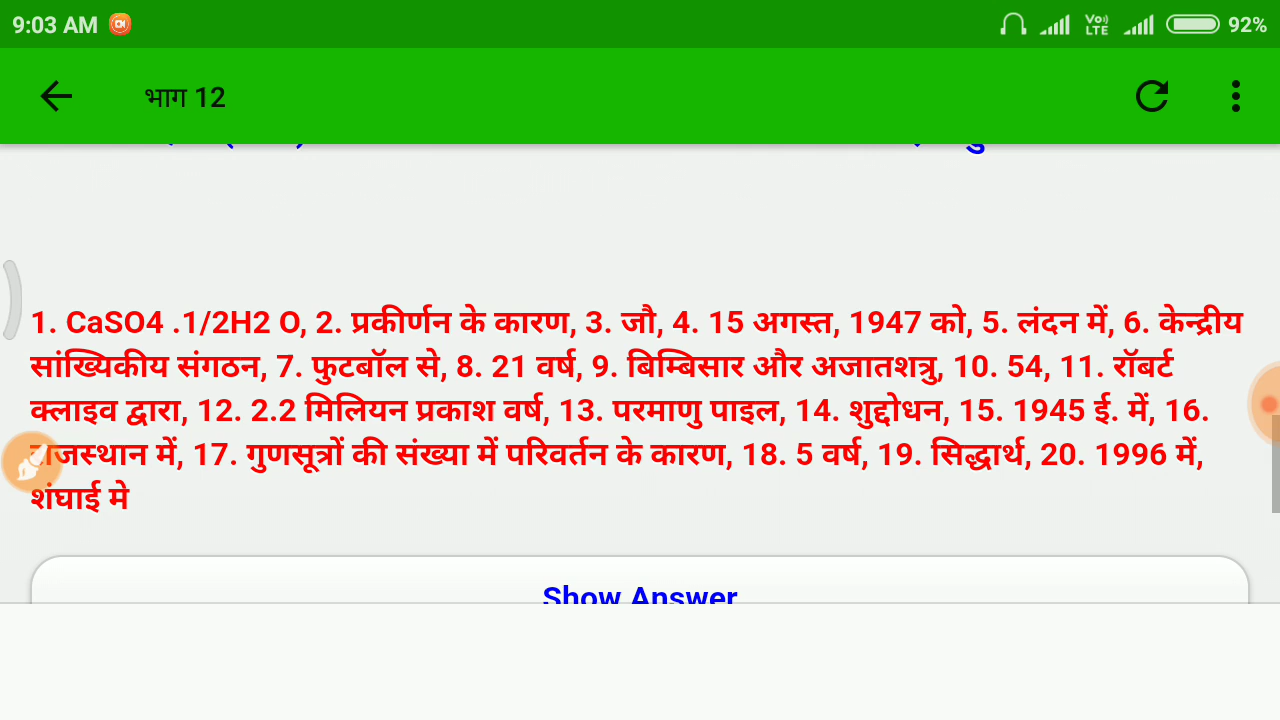 9:03 AM Vo) LTE 92%
भाग 12
1. CaSO4 .1/2H2 O, 2. प्रकीर्णन के कारण, 3. जौ, 4. 15 अगस्त, 1947 को, 5. लंदन में, 6. केन्द्रीय
सांख्यिकीय संगठन, 7. फुटबॉल से, 8. 21 वर्ष, 9. बिम्बिसार और अजातशत्रु, 10. 54, 11. रॉबर्ट
क्लाइव द्वारा, 12. 2.2 मिलियन प्रकाश वर्ष, 13. परमाणु पाइल, 14. शुद्दोधन, 15. 1945 ई. में, 16.
राजस्थान में, 17. गुणसूत्रों की संख्या में परिवर्तन के कारण, 18. 5 वर्ष, 19. सिद्धार्थ, 20. 1996 में,
शंघाई मे
Show Answer